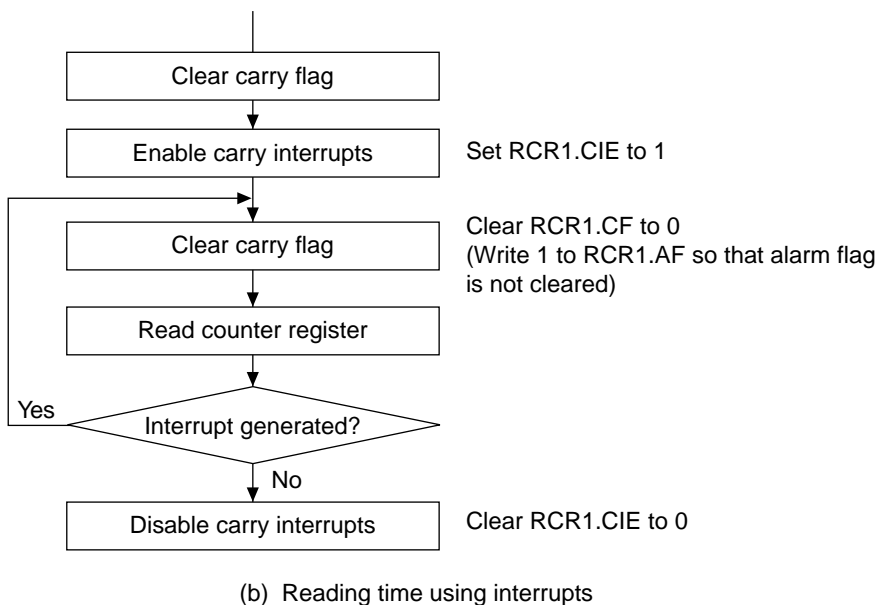 Clear carry flag
Enable carry interrupts
Set RCR1.CIE to 1
Clear carry flag
Clear RCR1.CF to 0
(Write 1 to RCR1.AF so that alarm flag
is not cleared)
Read counter register
Yes
Interrupt generated?
No
Disable carry interrupts
Clear RCR1.CIE to 0
(b) Reading time using interrupts